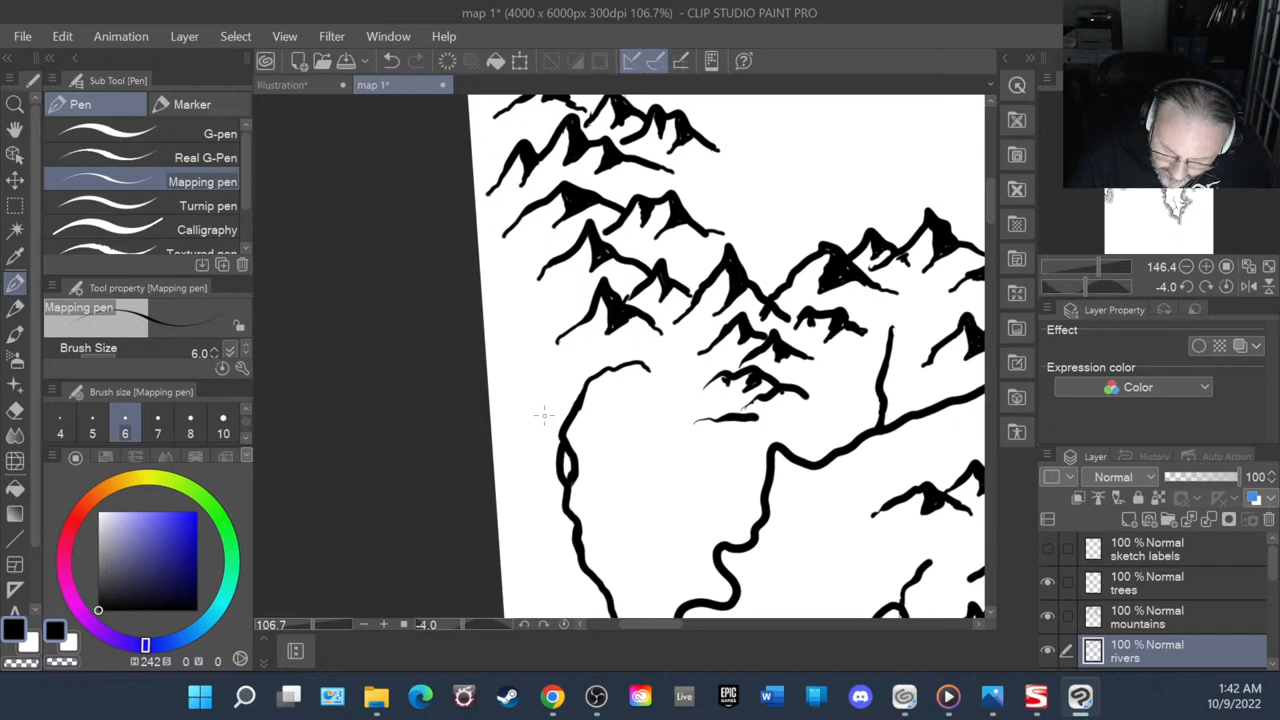 map 1* (4000 x 6000px 300dpi 106.7%) - CLIP STUDIO PAINT PRO
File Edit Animation Layer Select View Filter Window Help
Sub Tool [Pen]
Illustration* map 1*
Pen Marker
G-pen
Real G-Pen
Mapping pen
Turnip pen
Calligraphy
Textured pen
Tool property [Mapping pen]
Mapping pen
Brush Size 6.0
Brush size [Mapping pen]
4 5 6 7 8 10
H 242 S 0 V 0
106.7 -4.0
146.4
-4.0
Layer Property
Effect
Expression color
Color
Layer History Auto Action
Normal 100
100 % Normal
sketch labels
100 % Normal
trees
100 % Normal
mountains
100 % Normal
rivers
Live
EPIC
GAMES
W
S
1:42 AM
10/9/2022